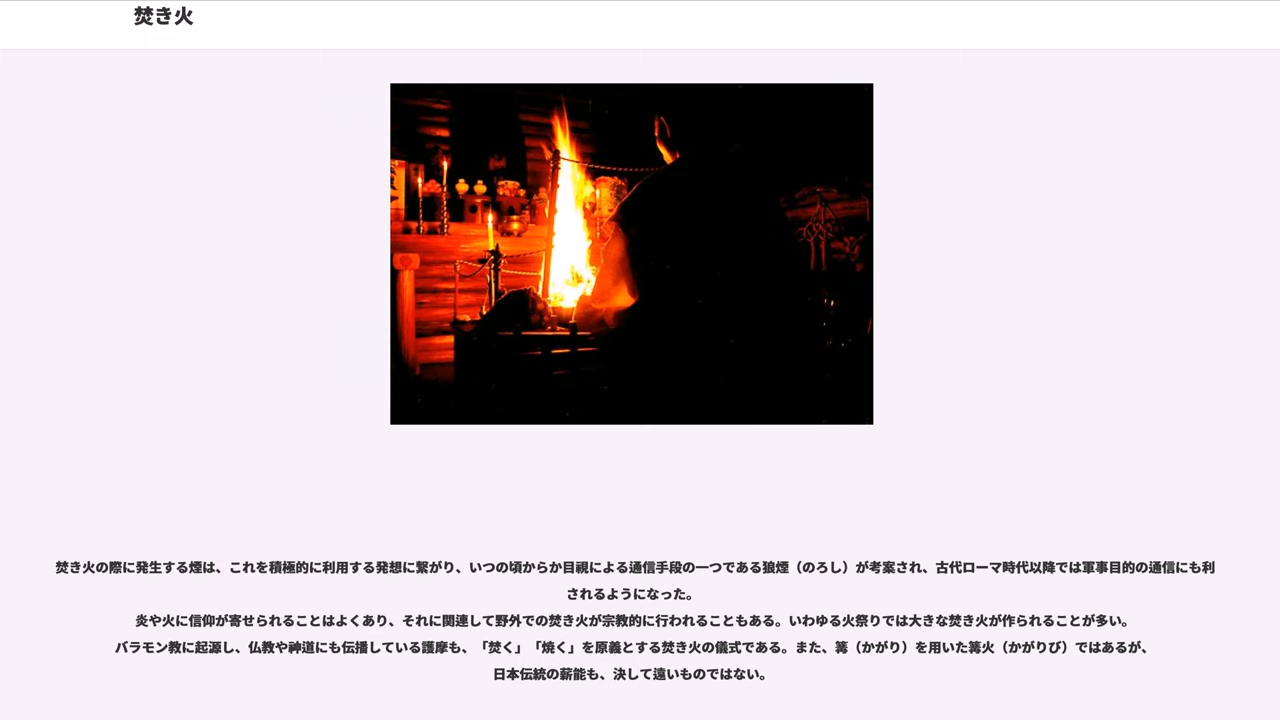 焚き火
焚き火の際に発生する煙は、これを積極的に利用する発想に繋がり、いつの頃からか目視による通信手段の一つである狼煙（のろし）が考案され、古代ローマ時代以降では軍事目的の通信にも利
されるようになった。
炎や火に信仰が寄せられることはよくあり、それに関連して野外での焚き火が宗教的に行われることもある。いわゆる火祭りでは大きな焚き火が作られることが多い。
バラモン教に起源し、仏教や神道にも伝播している護摩も、「焚く」「焼く」を原義とする焚き火の儀式である。また、篝（かがり）を用いた篝火（かがりび）ではあるが、
日本伝統の薪能も、決して遠いものではない。